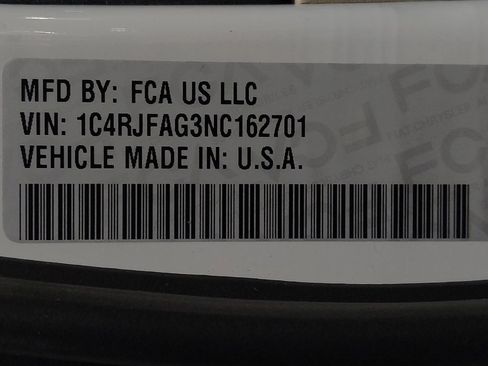 MFD BY: FCA US LLC
VIN: 1C4RJFAG3NC162701
VEHICLE MADE IN: U.S.A.